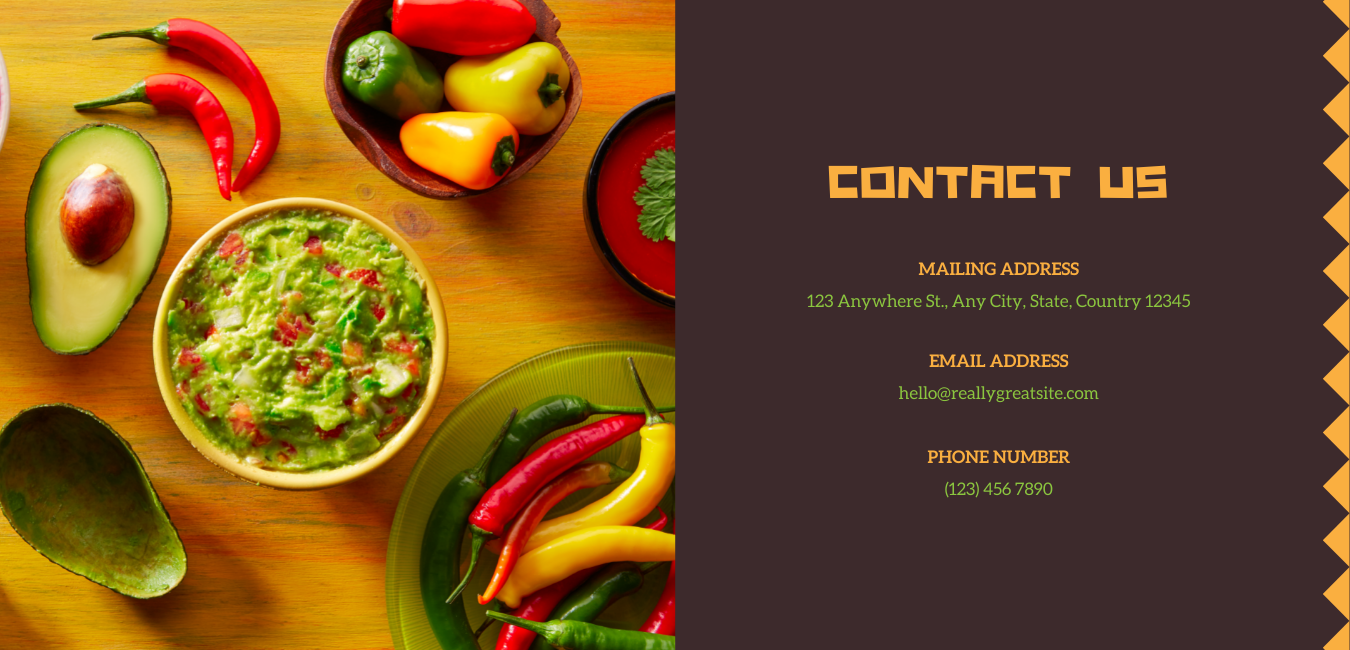 CONTACT US
MAILING ADDRESS
123 Anywhere St., Any City, State, Country 12345
EMAIL ADDRESS
hello@reallygreatsite.com
PHONE NUMBER
(123) 456 7890